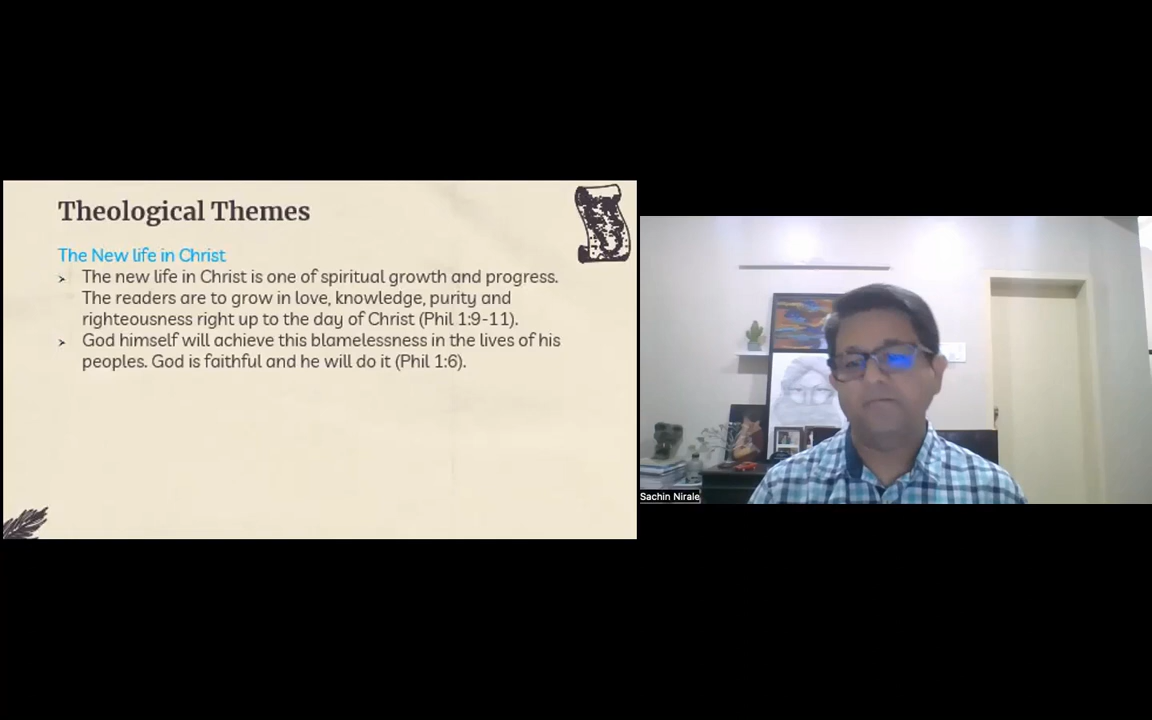 Theological Themes
The New life in Christ
➢ The new life in Christ is one of spiritual growth and progress.
The readers are to grow in love, knowledge, purity and
righteousness right up to the day of Christ (Phil 1:9-11).
➢ God himself will achieve this blamelessness in the lives of his
peoples. God is faithful and he will do it (Phil 1:6).
Sachin Nirale